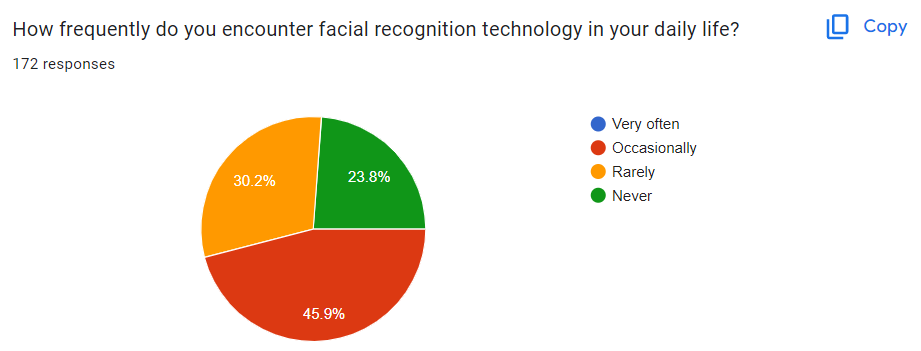 How frequently do you encounter facial recognition technology in your daily life?
Copy
172 responses
Very often
Occasionally
Rarely
Never
30.2%
23.8%
45.9%